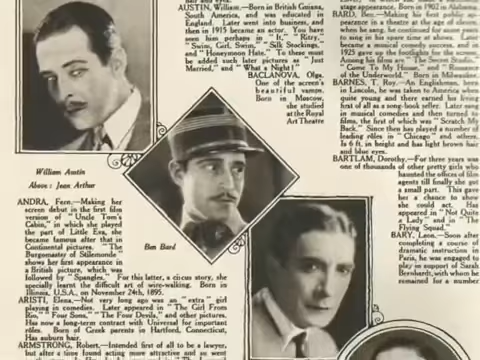 AUSTIN, William.—Born in British Guiana,
South America, and was educated in
England. Later went into business, and
then in 1915 became an actor. You have
seen him perhaps in "It," "Ritzy,"
"Swim, Girl, Swim," "Silk Stockings,"
and "Honeymoon Hate." To these must
be added such later pictures as "Just
Married," and "What a Night!"
BACLANOVA, Olga.
One of the screen's
beautiful vamps.
Born in Moscow,
she studied
at the Royal
Art Theatre
William Austin
Above: Jean Arthur
ANDRA, Fern.—Making her
screen debut in the first film
version of "Uncle Tom's
Cabin," in which she played
the part of Little Eva, she
became famous after that in
Continental pictures. "The
Burgomaster of Stilemonde"
shows her first appearance in
a British picture, which was
followed by "Spangles." For this latter, a circus story, she
specially learnt the difficult art of wire-walking. Born in
Illinois, U.S.A., on November 24th, 1895.
ARISTI, Elena.—Not very long ago was an "extra" girl
playing in comedies. Later appeared in "The Girl From
Rio," "Four Sons," "The Four Devils," and other pictures.
Has now a long-term contract with Universal for important
rôles. Born of Greek parents in Hartford, Connecticut,
Has auburn hair.
ARMSTRONG, Robert.—Intended first of all to be a lawyer,
but after a time found acting more attractive and so went
Ben Bard
stage appearance. Born in 1902 in Alabama.
BARD, Ben.—Making his first public ap-
pearance in a theatre at the age of eleven,
when he sang, he continued for some years
to sing in his spare time at shows. Later
became a musical comedy success, and in
1925 gave up the footlights for the screen.
Among his films are "The Secret Studio,"
"Come To My House," and "Romance
of the Underworld." Born in Milwaukee.
BARNES, T. Roy.—An Englishman, born
in Lincoln, he was taken to America when
quite young and there earned his living
first of all as a song-book offer. Later sang
in musical comedies and then turned to
films, the first of which was "Scratch My
Back." Since then has played a number of
leading rôles in "Chicago" and others.
Is 6 ft. in height and has light brown hair
and blue eyes.
BARTLAM, Dorothy.—For three years was
one of thousands of other pretty girls who
haunted the offices of film
agents till finally she got
a small part. This gave
her a chance to show
she could act. Has
appeared in "Not Quite
a Lady" and in "The
Flying Squad."
BARY, Leon.—Soon after
completing a course of
dramatic instruction in
Paris, he was engaged to
play in support of Sarah
Bernhardt, with whom he
remained for a number